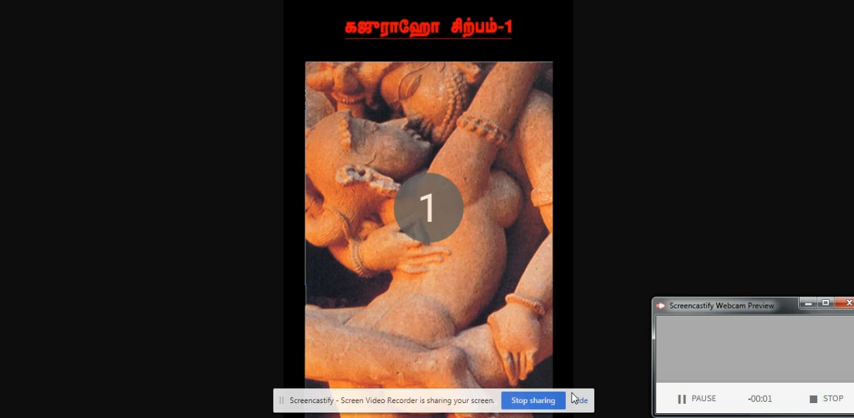 கஜுராஹோ சிற்பம்-1
1
Screencastify Webcam Preview
Screencastify - Screen Video Recorder is sharing your screen.
Stop sharing
PAUSE
-00:01
STOP